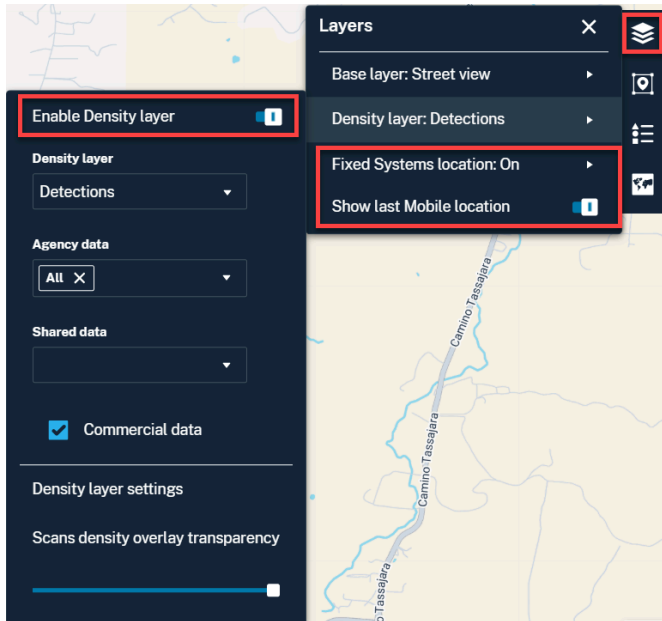 Layers
Base layer: Street view
Density layer: Detections
Fixed Systems location: On
Show last Mobile location
Enable Density layer
Density layer
Detections
Agency data
All
Shared data
Commercial data
Density layer settings
Scans density overlay transparency
Camino Tassajara
Camino Tassajara
o Tassajara